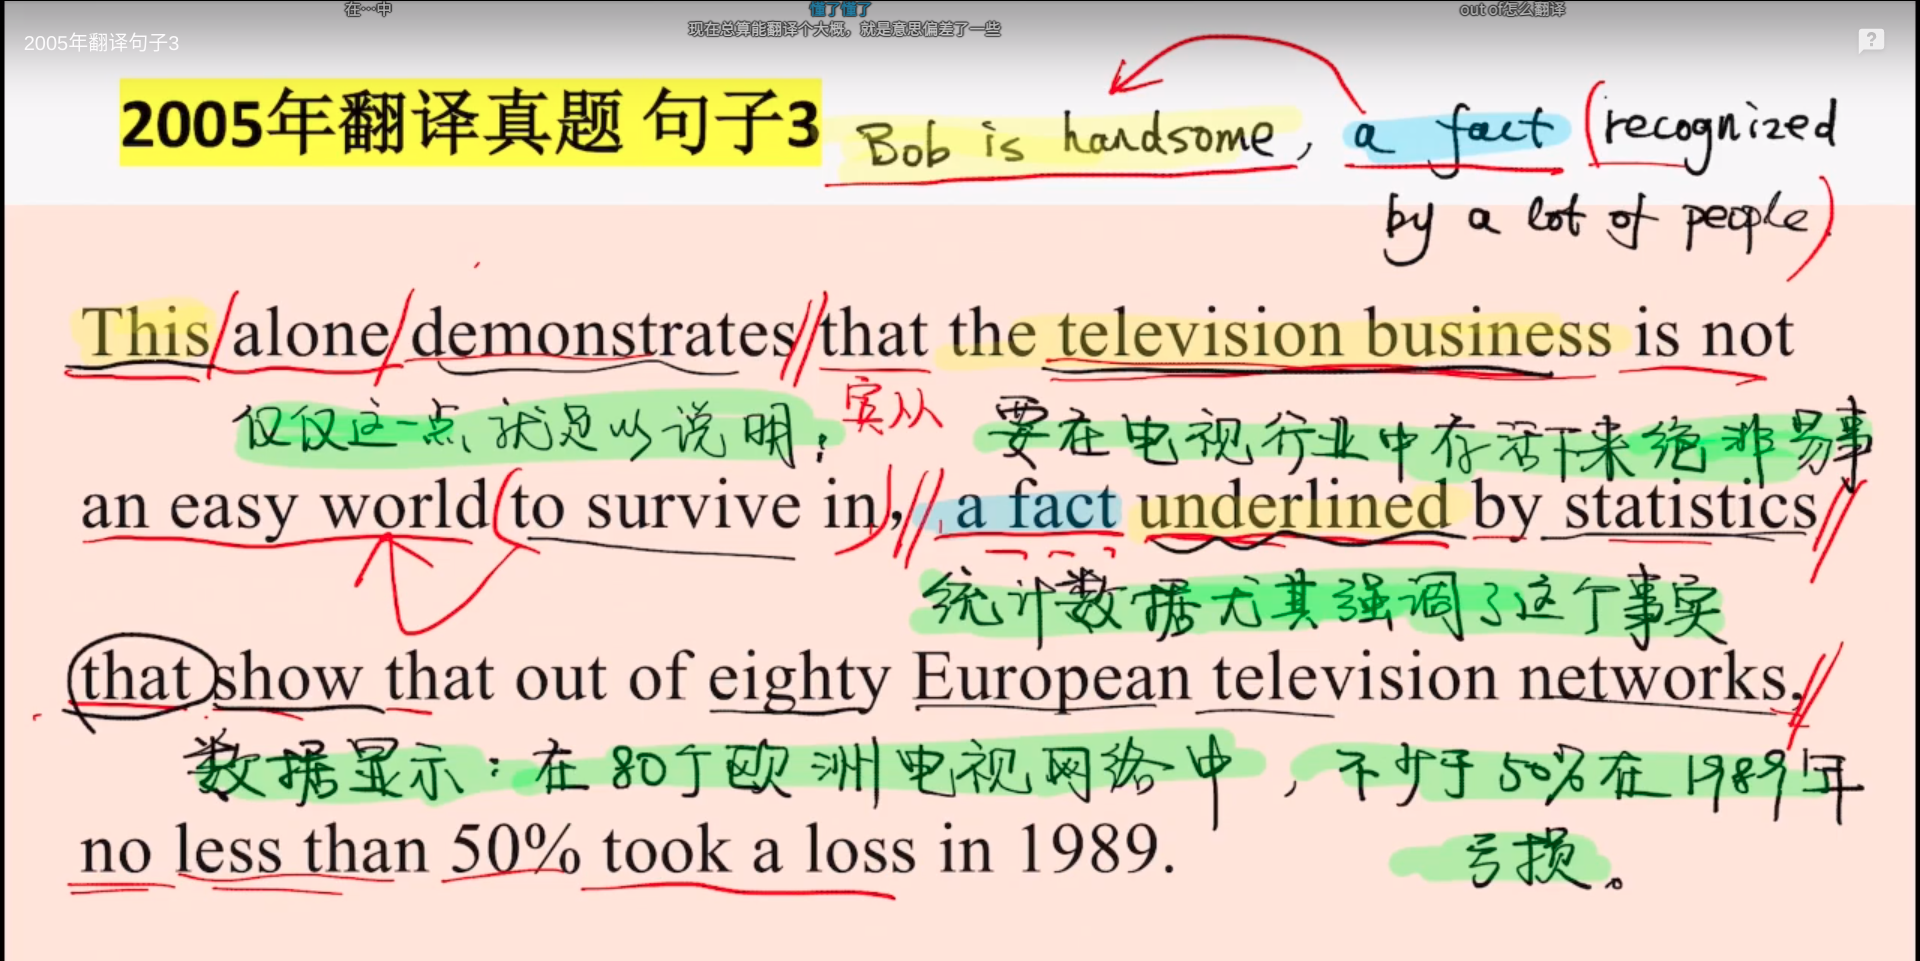 在…中
懂了懂了
out of怎么翻译
现在总算能翻译个大概，就是意思偏差了一些
2005年翻译句子3
?
2005年翻译真题 句子3
Bob is handsome, a fact (recognized
by a lot of people)
This/alone/demonstrates//that the television business is not
仅仅这一点就足以说明：
宾从
要在电视行业中存活下来绝非易事
an easy world (to survive in),// a fact underlined by statistics//
统计数据尤其强调了这个事实
that show that out of eighty European television networks,//
数据显示：在80个欧洲电视网络中，不少于50%在1989年
no less than 50% took a loss in 1989.
亏损。